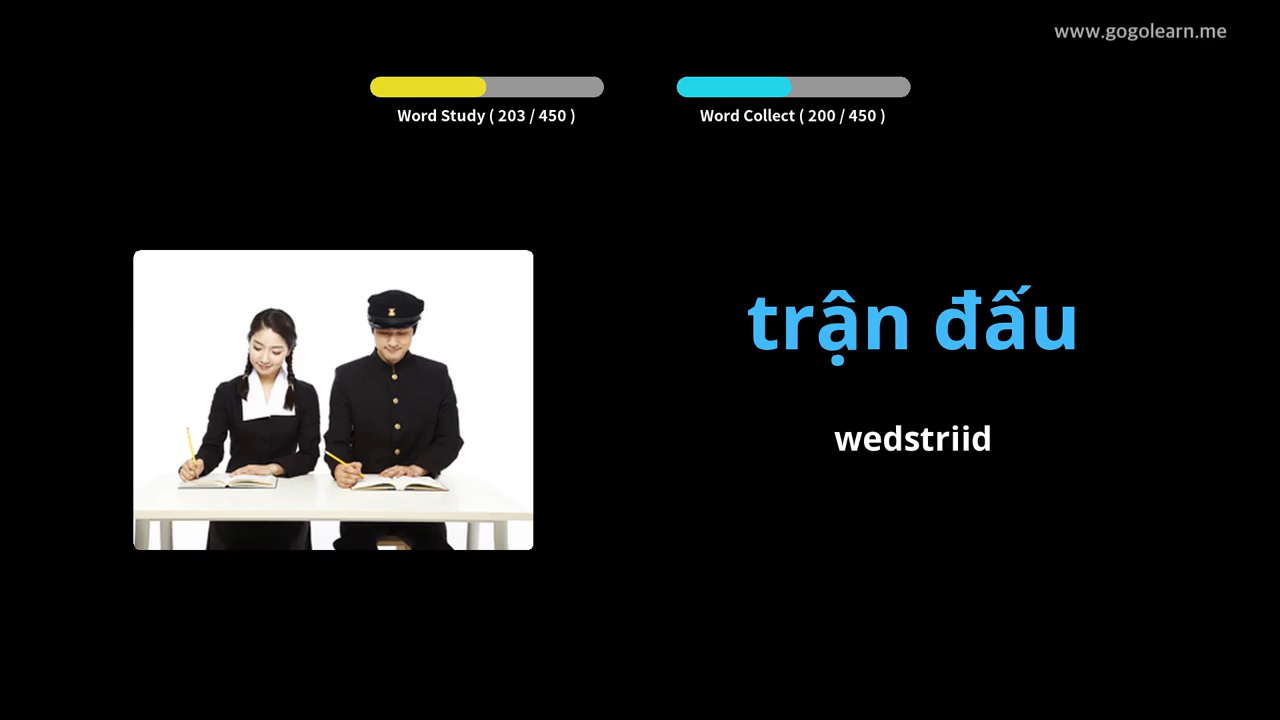 www.gogolearn.me
Word Study ( 203 / 450 )
Word Collect ( 200 / 450 )
trận đấu
wedstriid